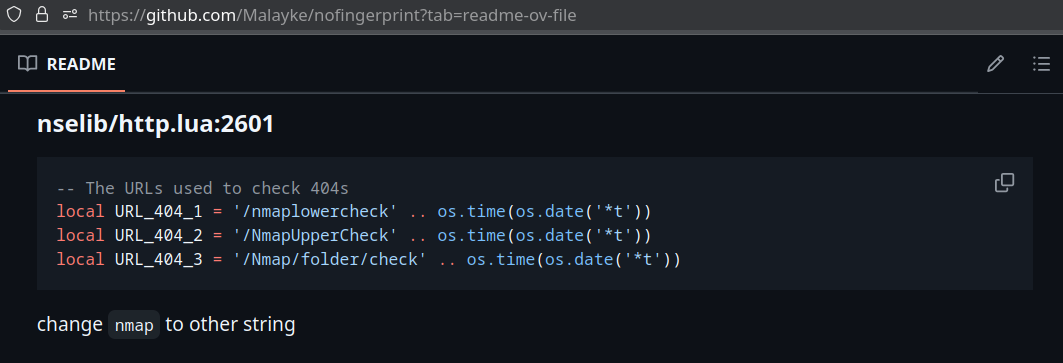 https://github.com/Malayke/nofingerprint?tab=readme-ov-file
README
nselib/http.lua:2601
-- The URLs used to check 404s
local URL_404_1 = '/nmaplowercheck' .. os.time(os.date('*t'))
local URL_404_2 = '/NmapUpperCheck' .. os.time(os.date('*t'))
local URL_404_3 = '/Nmap/folder/check' .. os.time(os.date('*t'))
change nmap to other string